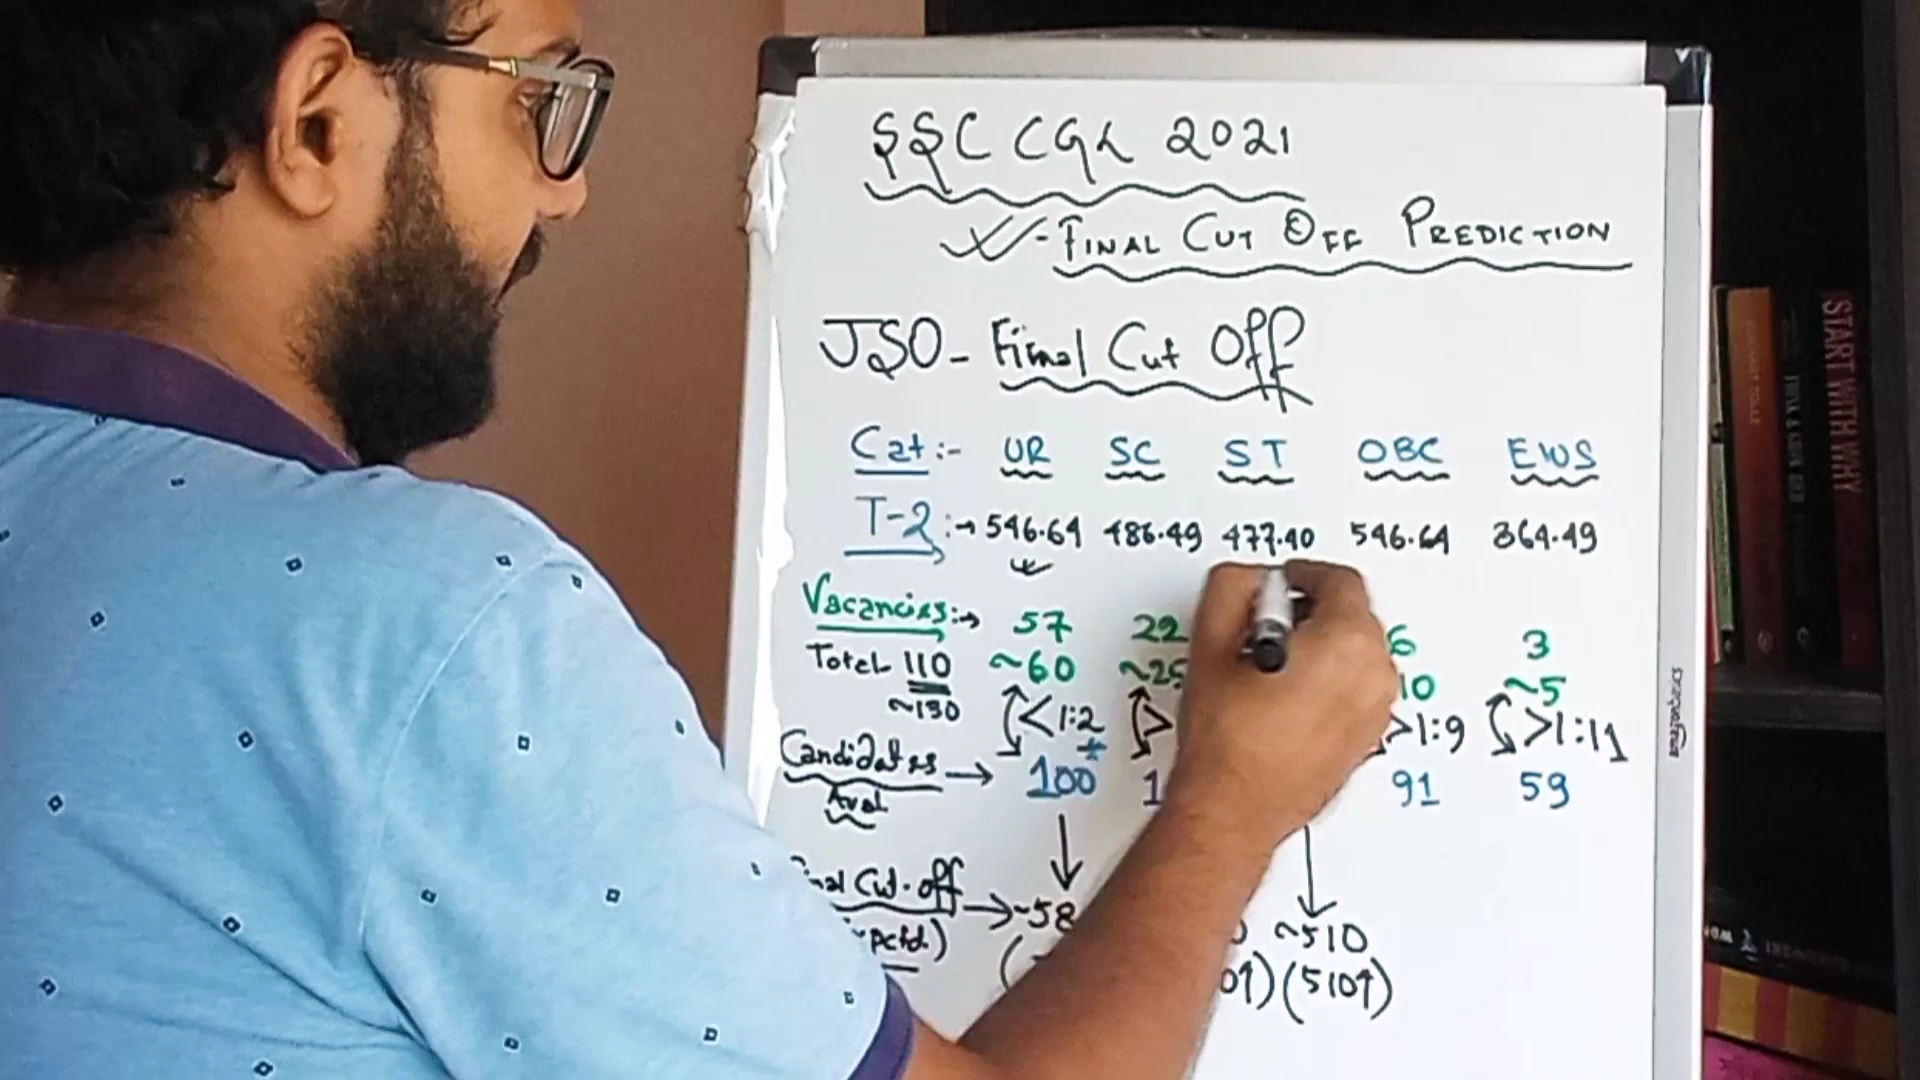 SSC CGL 2021
- FINAL CUT OFF PREDICTION
JSO - Final Cut Off
Cat :- UR SC ST OBC EWS
T-2 :→ 546.64 486.49 477.40 546.64 364.49
Vacancies :→ 57 22 6 3
Total 110 ~60 ~25 10 ~5
~130 <1:2 > >1:9 >1:11
Candidates → 100+ 1 91 59
Aval
Cut-off → ~58 ~510
pctd.) ( 0↑) (510↑)
START WITH WHY